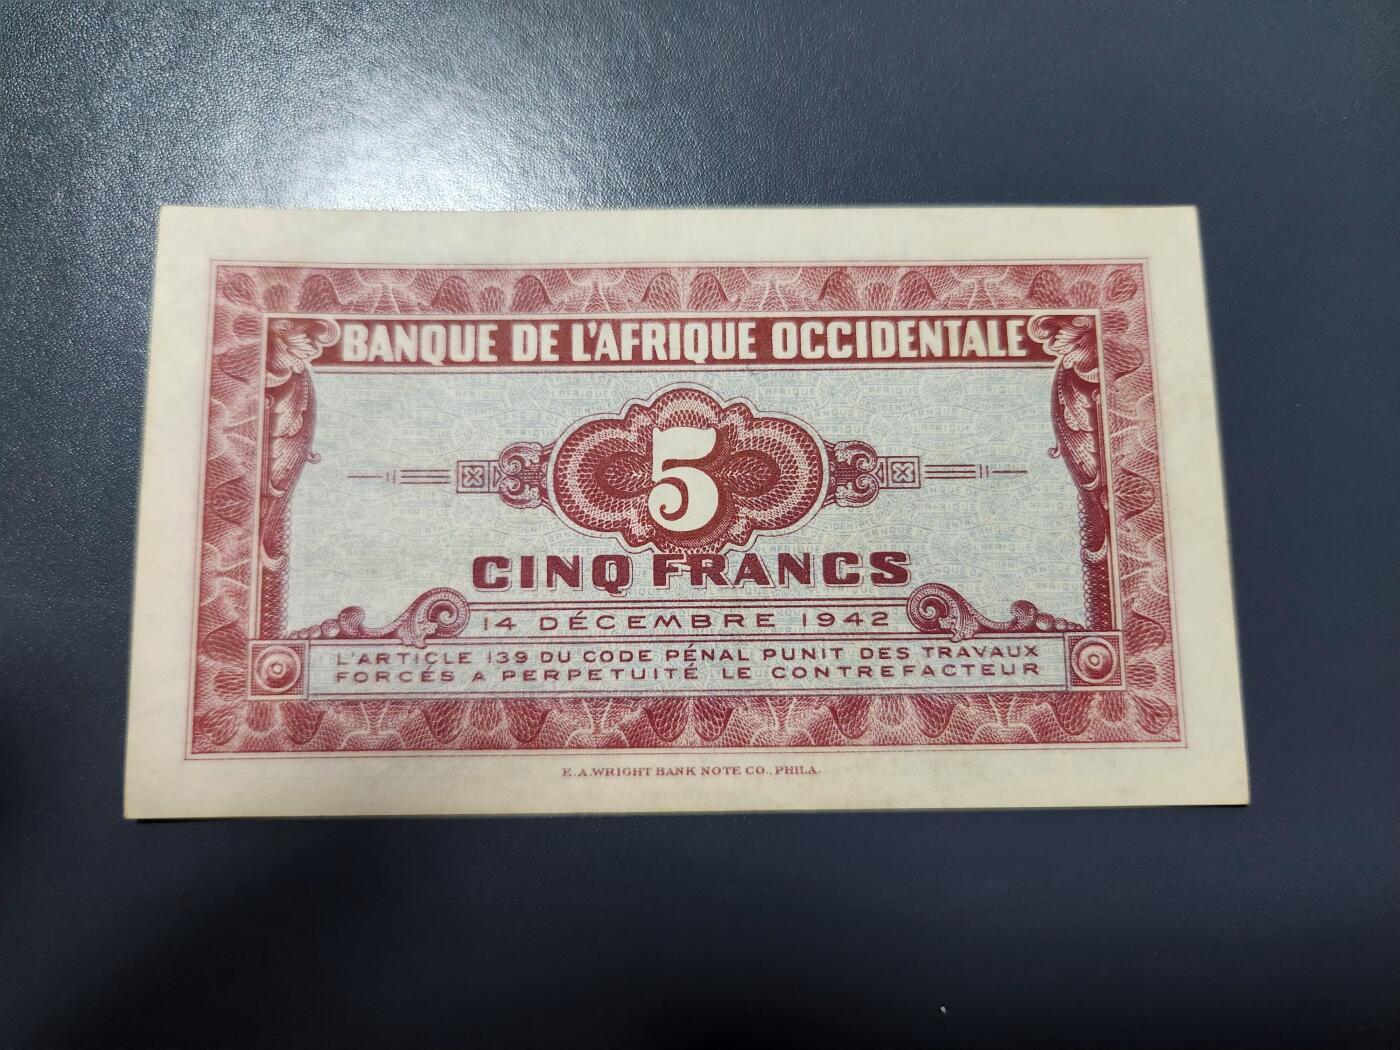 BANQUE DE L'AFRIQUE OCCIDENTALE
5
CINQ FRANCS
14 DÉCEMBRE 1942
L'ARTICLE 139 DU CODE PÉNAL PUNIT DES TRAVAUX
FORCÉS A PERPETUITÉ LE CONTREFACTEUR
E.A.WRIGHT BANK NOTE CO., PHILA.